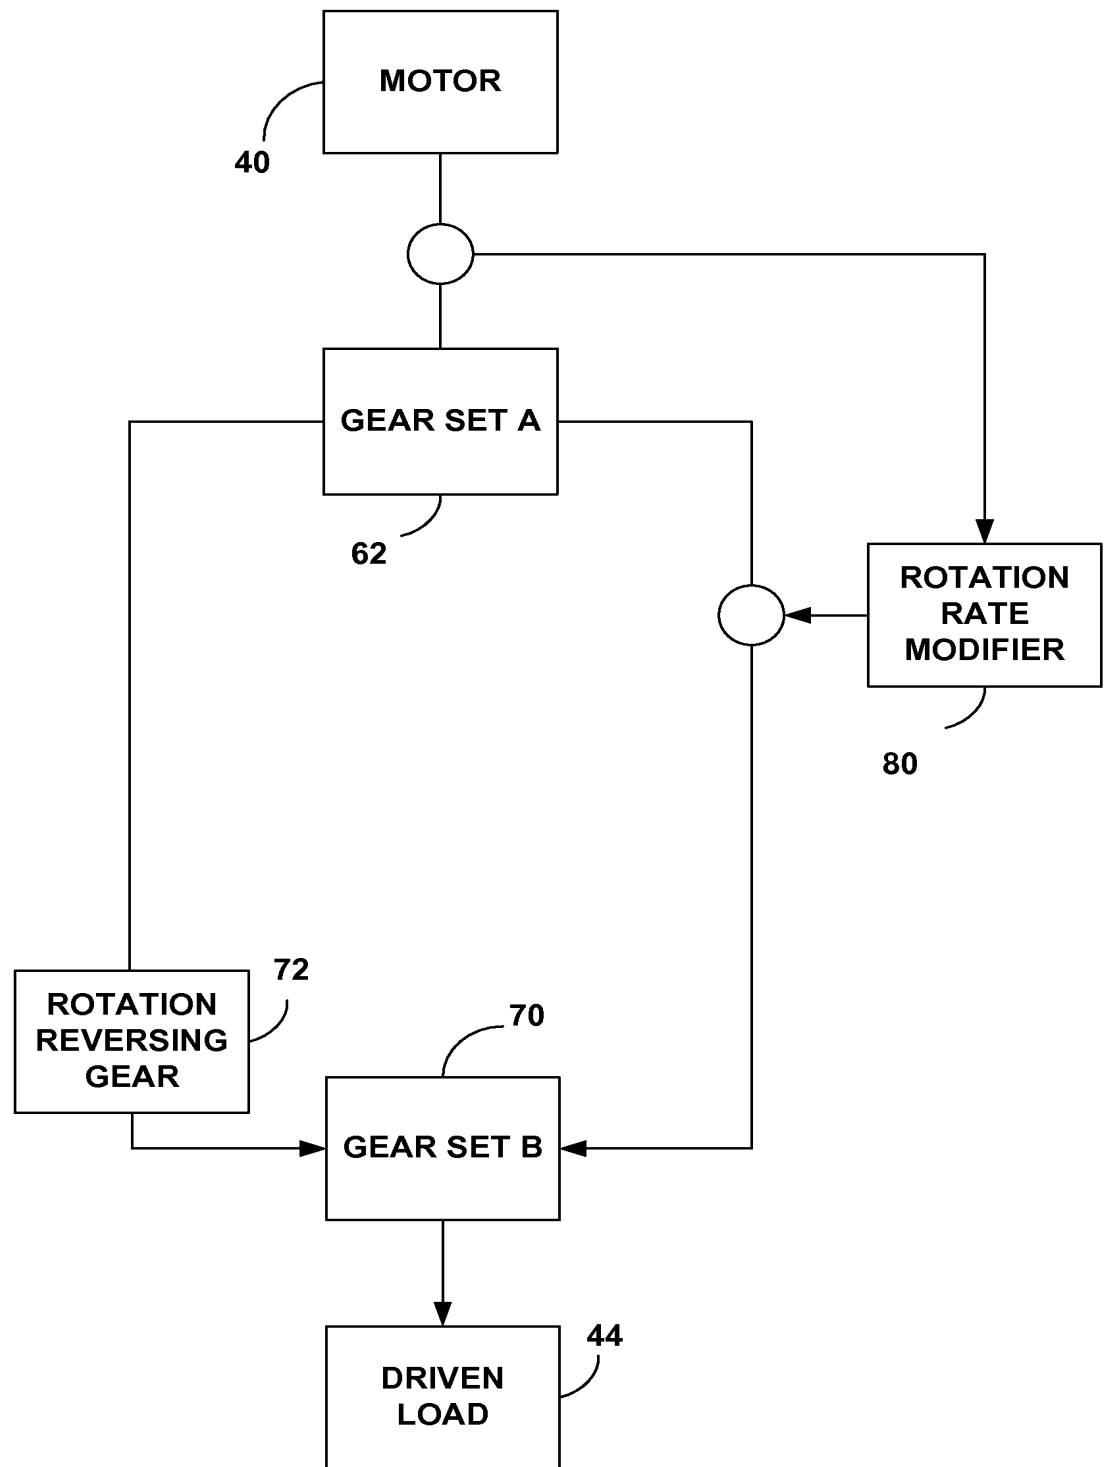 MOTOR
40
GEAR SET A
62
ROTATION
RATE
MODIFIER
80
72
ROTATION
REVERSING
GEAR
70
GEAR SET B
44
DRIVEN
LOAD